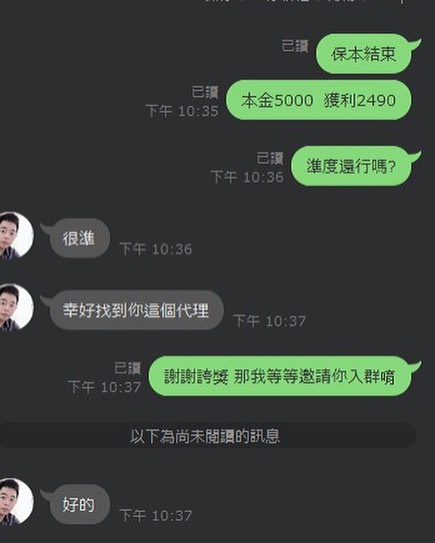 已讀
保本結束
已讀
下午 10:35
本金5000 獲利2490
已讀
下午 10:36
準度還行嗎?
很準
下午 10:36
幸好找到你這個代理
下午 10:37
已讀
下午 10:37
謝謝誇獎 那我等等邀請你入群唷
以下為尚未閱讀的訊息
好的
下午 10:37